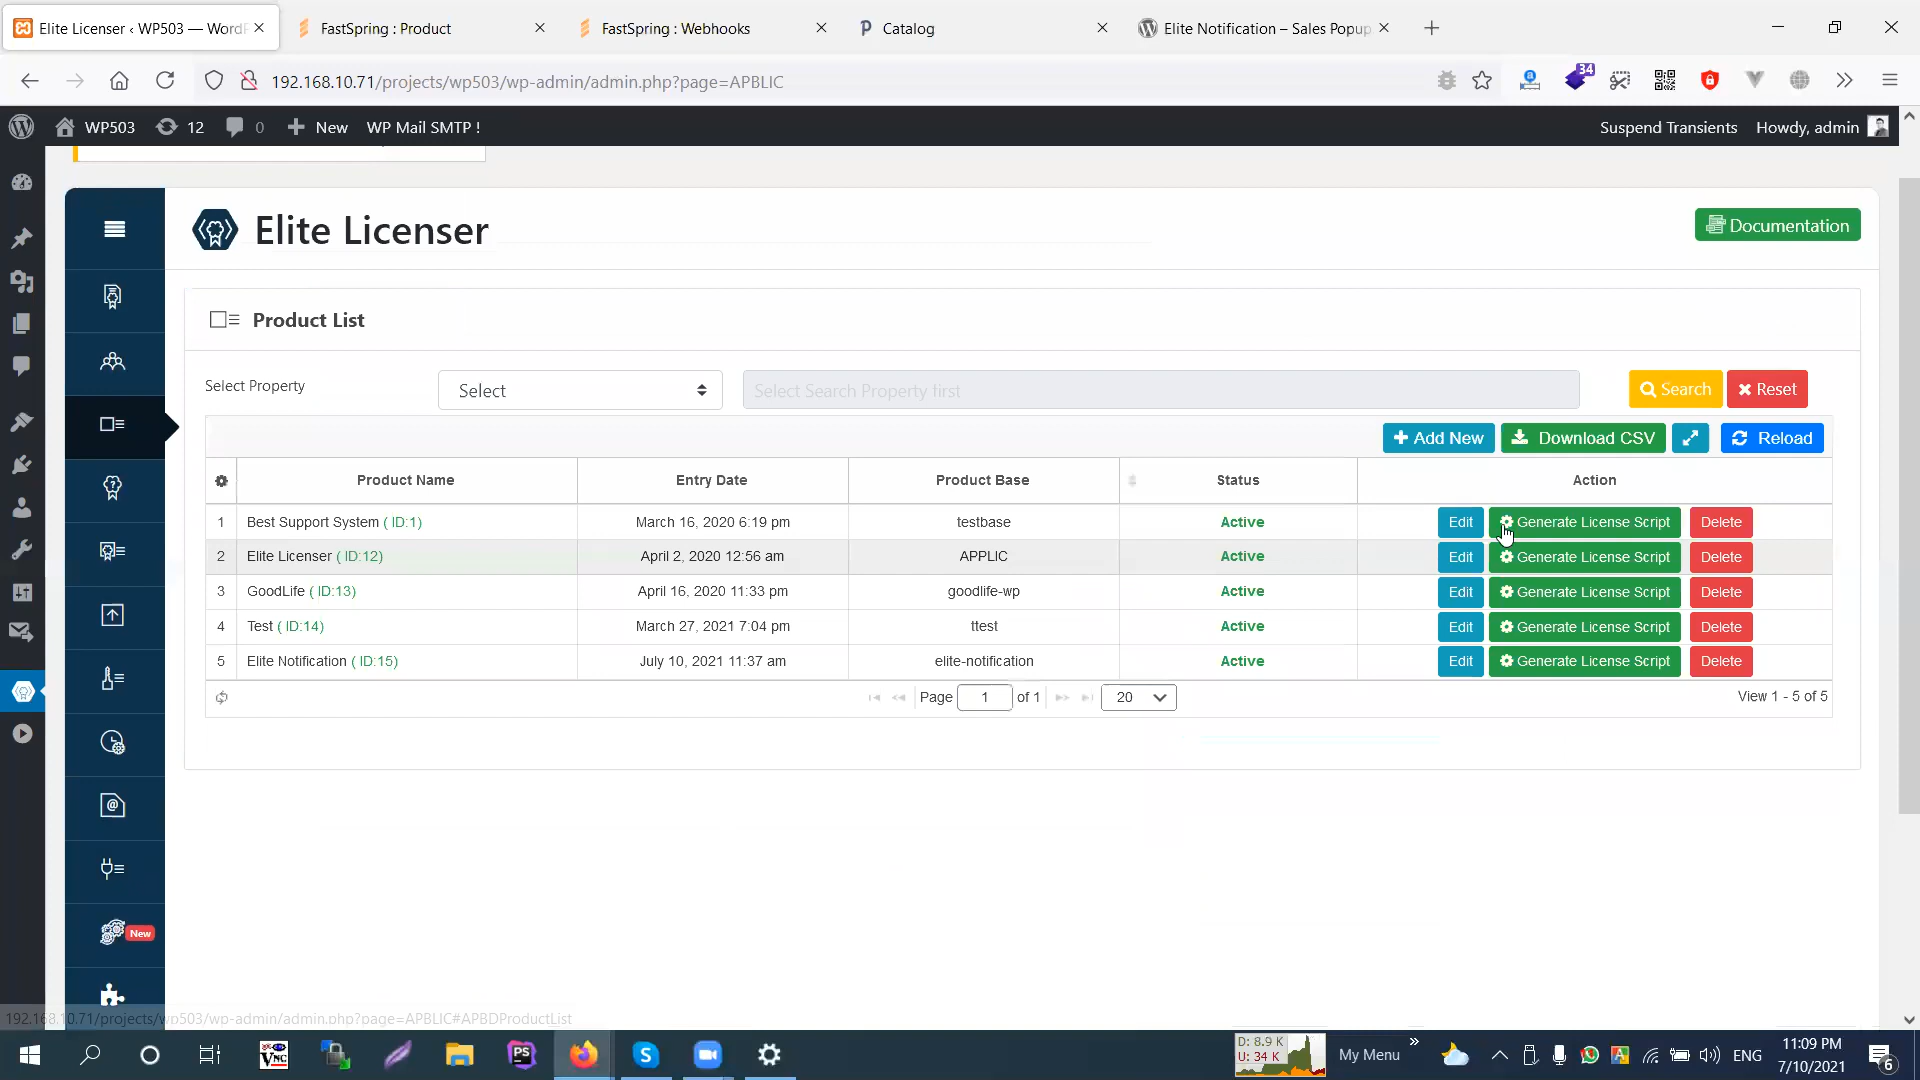 Elite Licenser ‹ WP503 — WordP
FastSpring : Product
FastSpring : Webhooks
Catalog
Elite Notification – Sales Popup
192.168.10.71/projects/wp503/wp-admin/admin.php?page=APBLIC
34
WP503
12
0
New
WP Mail SMTP !
Suspend Transients
Howdy, admin
Elite Licenser
Documentation
Product List
Select Property
Select
Select Search Property first
Search
Reset
Add New
Download CSV
Reload
Product Name Entry Date Product Base Status Action
1 Best Support System ( ID:1) March 16, 2020 6:19 pm testbase Active Edit Generate License Script Delete
2 Elite Licenser ( ID:12) April 2, 2020 12:56 am APPLIC Active Edit Generate License Script Delete
3 GoodLife ( ID:13) April 16, 2020 11:33 pm goodlife-wp Active Edit Generate License Script Delete
4 Test ( ID:14) March 27, 2021 7:04 pm ttest Active Edit Generate License Script Delete
5 Elite Notification ( ID:15) July 10, 2021 11:37 am elite-notification Active Edit Generate License Script Delete
Page 1 of 1 20 View 1 - 5 of 5
New
192.168.10.71/projects/wp503/wp-admin/admin.php?page=APBLIC#APBDProductList
VNC
PS
D: 8.9 K
U: 34 K
My Menu
ENG
11:09 PM
7/10/2021
6